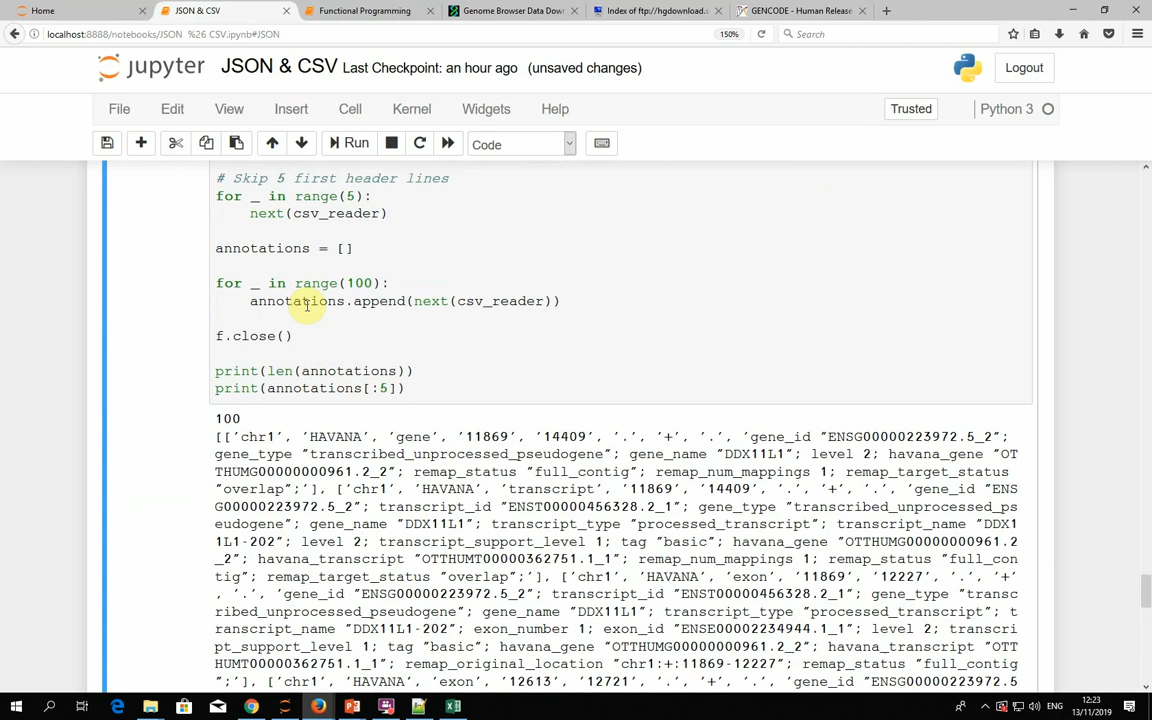 Home
JSON & CSV
Functional Programming
Genome Browser Data Dow
Index of ftp://hgdownload.s
GENCODE - Human Release
localhost:8888/notebooks/JSON %26 CSV.ipynb#JSON
150%
Search
jupyter JSON & CSV Last Checkpoint: an hour ago (unsaved changes)
Logout
File Edit View Insert Cell Kernel Widgets Help
Trusted
Python 3
Run
Code
# Skip 5 first header lines
for _ in range(5):
    next(csv_reader)
annotations = []
for _ in range(100):
    annotations.append(next(csv_reader))
f.close()
print(len(annotations))
print(annotations[:5])
100
[['chr1', 'HAVANA', 'gene', '11869', '14409', '.', '+', '.', 'gene_id "ENSG00000223972.5_2";
gene_type "transcribed_unprocessed_pseudogene"; gene_name "DDX11L1"; level 2; havana_gene "OT
THUMG00000000961.2_2"; remap_status "full_contig"; remap_num_mappings 1; remap_target_status
"overlap";'], ['chr1', 'HAVANA', 'transcript', '11869', '14409', '.', '+', '.', 'gene_id "ENS
G00000223972.5_2"; transcript_id "ENST00000456328.2_1"; gene_type "transcribed_unprocessed_ps
eudogene"; gene_name "DDX11L1"; transcript_type "processed_transcript"; transcript_name "DDX1
1L1-202"; level 2; transcript_support_level 1; tag "basic"; havana_gene "OTTHUMG00000000961.2
_2"; havana_transcript "OTTHUMT00000362751.1_1"; remap_num_mappings 1; remap_status "full_con
tig"; remap_target_status "overlap";'], ['chr1', 'HAVANA', 'exon', '11869', '12227', '.', '+'
, '.', 'gene_id "ENSG00000223972.5_2"; transcript_id "ENST00000456328.2_1"; gene_type "transc
ribed_unprocessed_pseudogene"; gene_name "DDX11L1"; transcript_type "processed_transcript"; t
ranscript_name "DDX11L1-202"; exon_number 1; exon_id "ENSE00002234944.1_1"; level 2; transcri
pt_support_level 1; tag "basic"; havana_gene "OTTHUMG00000000961.2_2"; havana_transcript "OTT
HUMT00000362751.1_1"; remap_original_location "chr1:+:11869-12227"; remap_status "full_contig
";'], ['chr1', 'HAVANA', 'exon', '12613', '12721', '.', '+', '.', 'gene_id "ENSG00000223972.5
ENG
12:23
13/11/2019